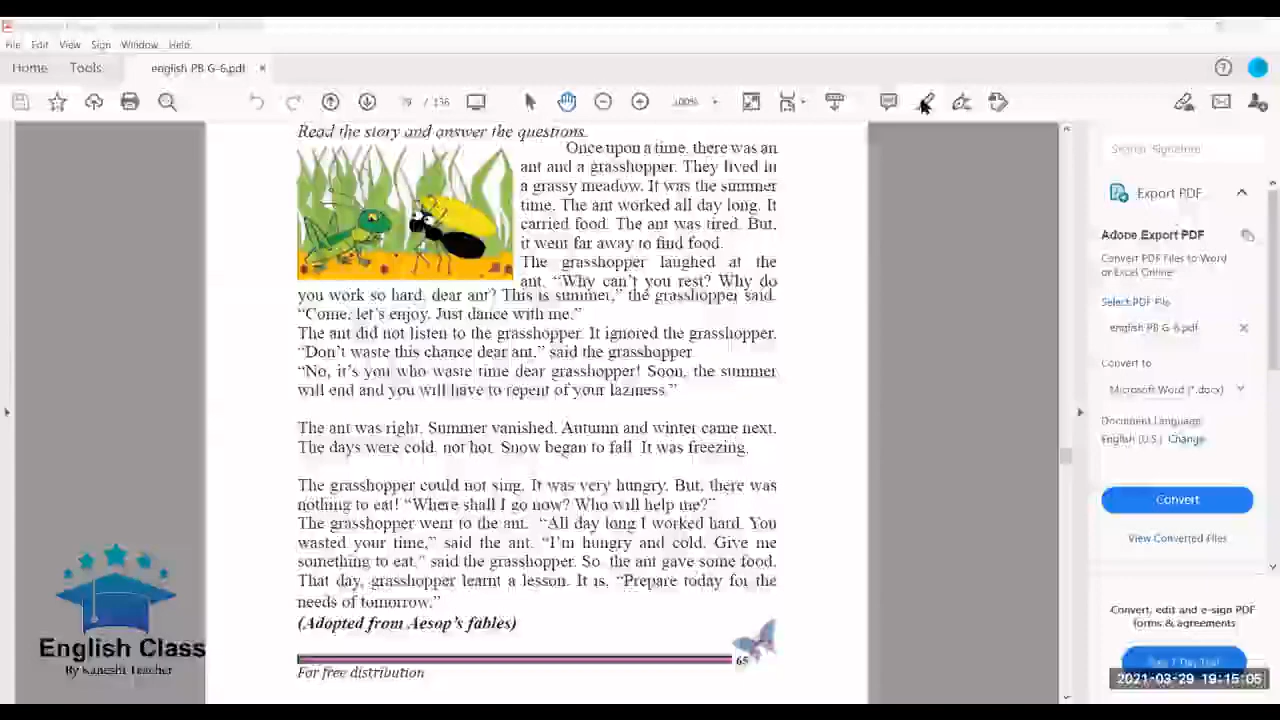 File Edit View Sign Window Help
Home Tools english PB G-6.pdf ×
79 / 136 100%
Read the story and answer the questions.
Once upon a time, there was an
ant and a grasshopper. They lived in
a grassy meadow. It was the summer
time. The ant worked all day long. It
carried food. The ant was tired. But,
it went far away to find food.
The grasshopper laughed at the
ant. “Why can’t you rest? Why do
you work so hard, dear ant? This is summer,” the grasshopper said.
“Come, let’s enjoy. Just dance with me.”
The ant did not listen to the grasshopper. It ignored the grasshopper.
“Don’t waste this chance dear ant,” said the grasshopper
“No, it’s you who waste time dear grasshopper! Soon, the summer
will end and you will have to repent of your laziness.”
The ant was right. Summer vanished. Autumn and winter came next.
The days were cold, not hot. Snow began to fall. It was freezing.
The grasshopper could not sing. It was very hungry. But, there was
nothing to eat! “Where shall I go now? Who will help me?”
The grasshopper went to the ant. “All day long I worked hard. You
wasted your time,” said the ant. “I’m hungry and cold. Give me
something to eat,” said the grasshopper. So, the ant gave some food.
That day, grasshopper learnt a lesson. It is, “Prepare today for the
needs of tomorrow.”
(Adopted from Aesop’s fables)
65
For free distribution
English Class
By Kaneshi Teacher
Search 'Signature'
Export PDF
Adobe Export PDF
Convert PDF Files to Word
or Excel Online
Select PDF File
english PB G-6.pdf ×
Convert to
Microsoft Word (*.docx)
Document Language:
English (U.S.) Change
Convert
View Converted Files
Convert, edit and e-sign PDF
forms & agreements
2021-03-29 19:15:05